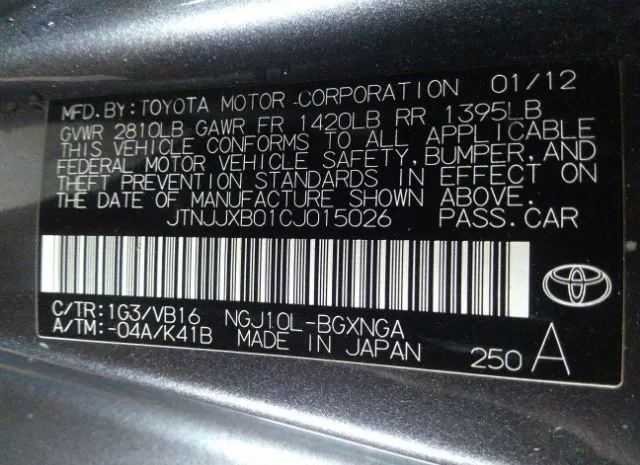 MFD. BY: TOYOTA MOTOR CORPORATION 01/12
GVWR 2810LB GAWR FR 1420LB RR 1395LB
THIS VEHICLE CONFORMS TO ALL APPLICABLE
FEDERAL MOTOR VEHICLE SAFETY, BUMPER, AND
THEFT PREVENTION STANDARDS IN EFFECT ON
THE DATE OF MANUFACTURE SHOWN ABOVE.
JTNJJXB01CJ015026 PASS.CAR
C/TR: 1G3/VB16 NGJ10L-BGXNGA
A/TM: -04A/K41B MADE IN JAPAN 250 A